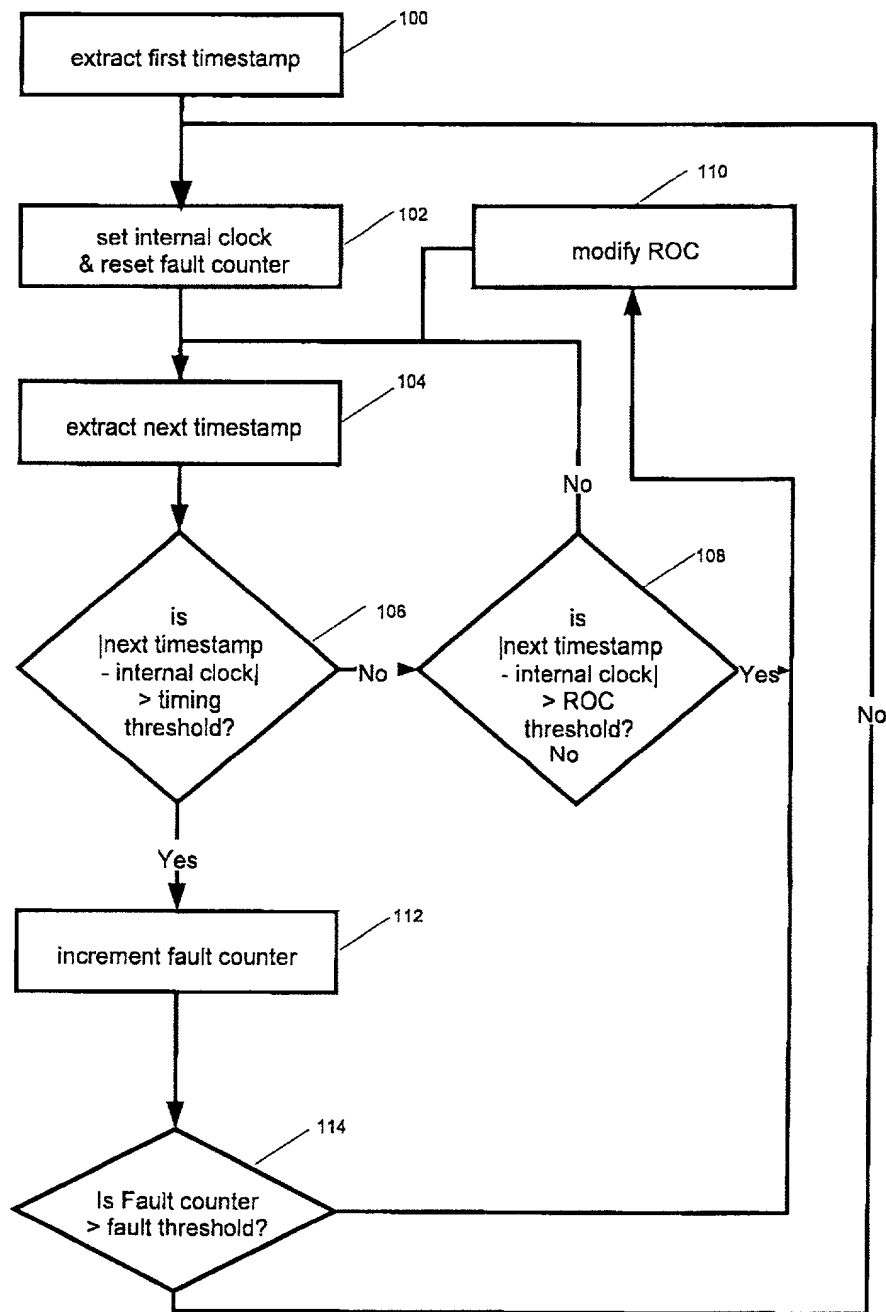 100
extract first timestamp
110
102
set internal clock
& reset fault counter
modify ROC
104
extract next timestamp
No
108
106
is
|next timestamp
- internal clock|
> timing
threshold?
No
is
|next timestamp
- internal clock|
> ROC
threshold?
No
Yes
No
Yes
112
increment fault counter
114
Is Fault counter
> fault threshold?